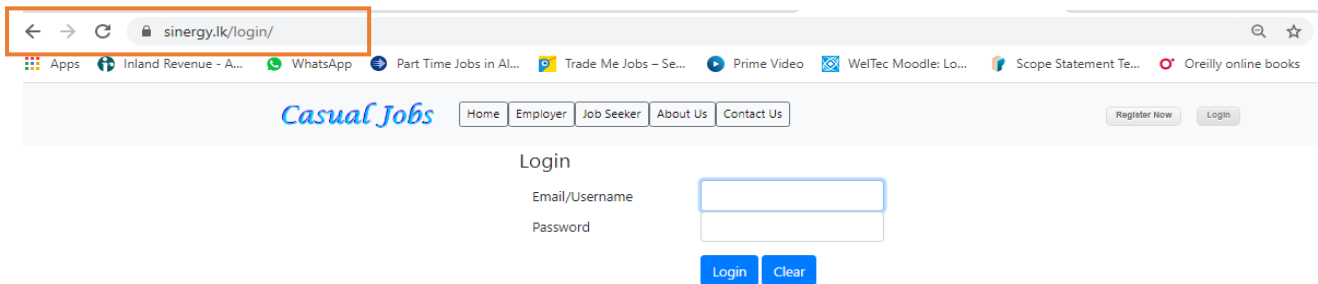 sinergy.lk/login/
Apps Inland Revenue - A... WhatsApp Part Time Jobs in Al... Trade Me Jobs – Se... Prime Video WelTec Moodle: Lo... Scope Statement Te... Oreilly online books
Casual Jobs Home Employer Job Seeker About Us Contact Us Register Now Login
Login
Email/Username
Password
Login Clear